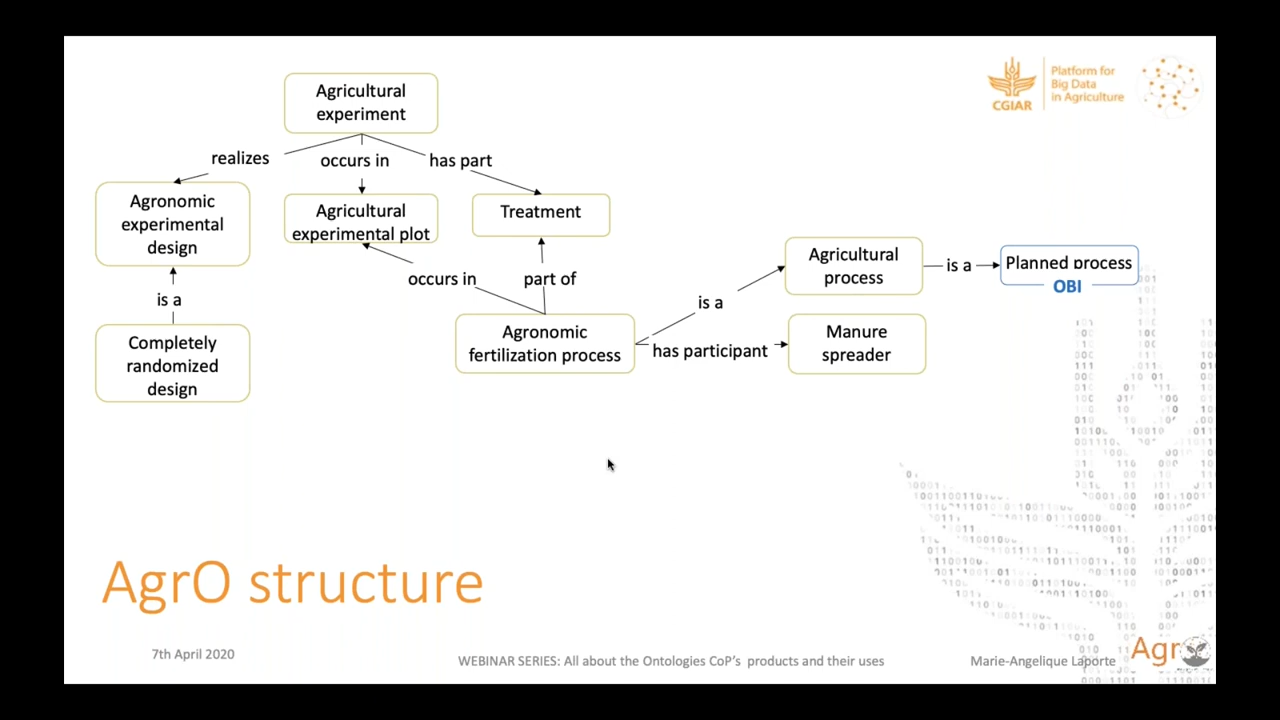 Agricultural
experiment
CGIAR
Platform for
Big Data
in Agriculture
realizes
occurs in
has part
Agronomic
experimental
design
Agricultural
experimental plot
Treatment
is a
occurs in
part of
Completely
randomized
design
Agronomic
fertilization process
is a
has participant
Agricultural
process
is a
Planned process
OBI
Manure
spreader
AgrO structure
7th April 2020
WEBINAR SERIES: All about the Ontologies CoP's products and their uses
Marie-Angelique Laporte
Agr